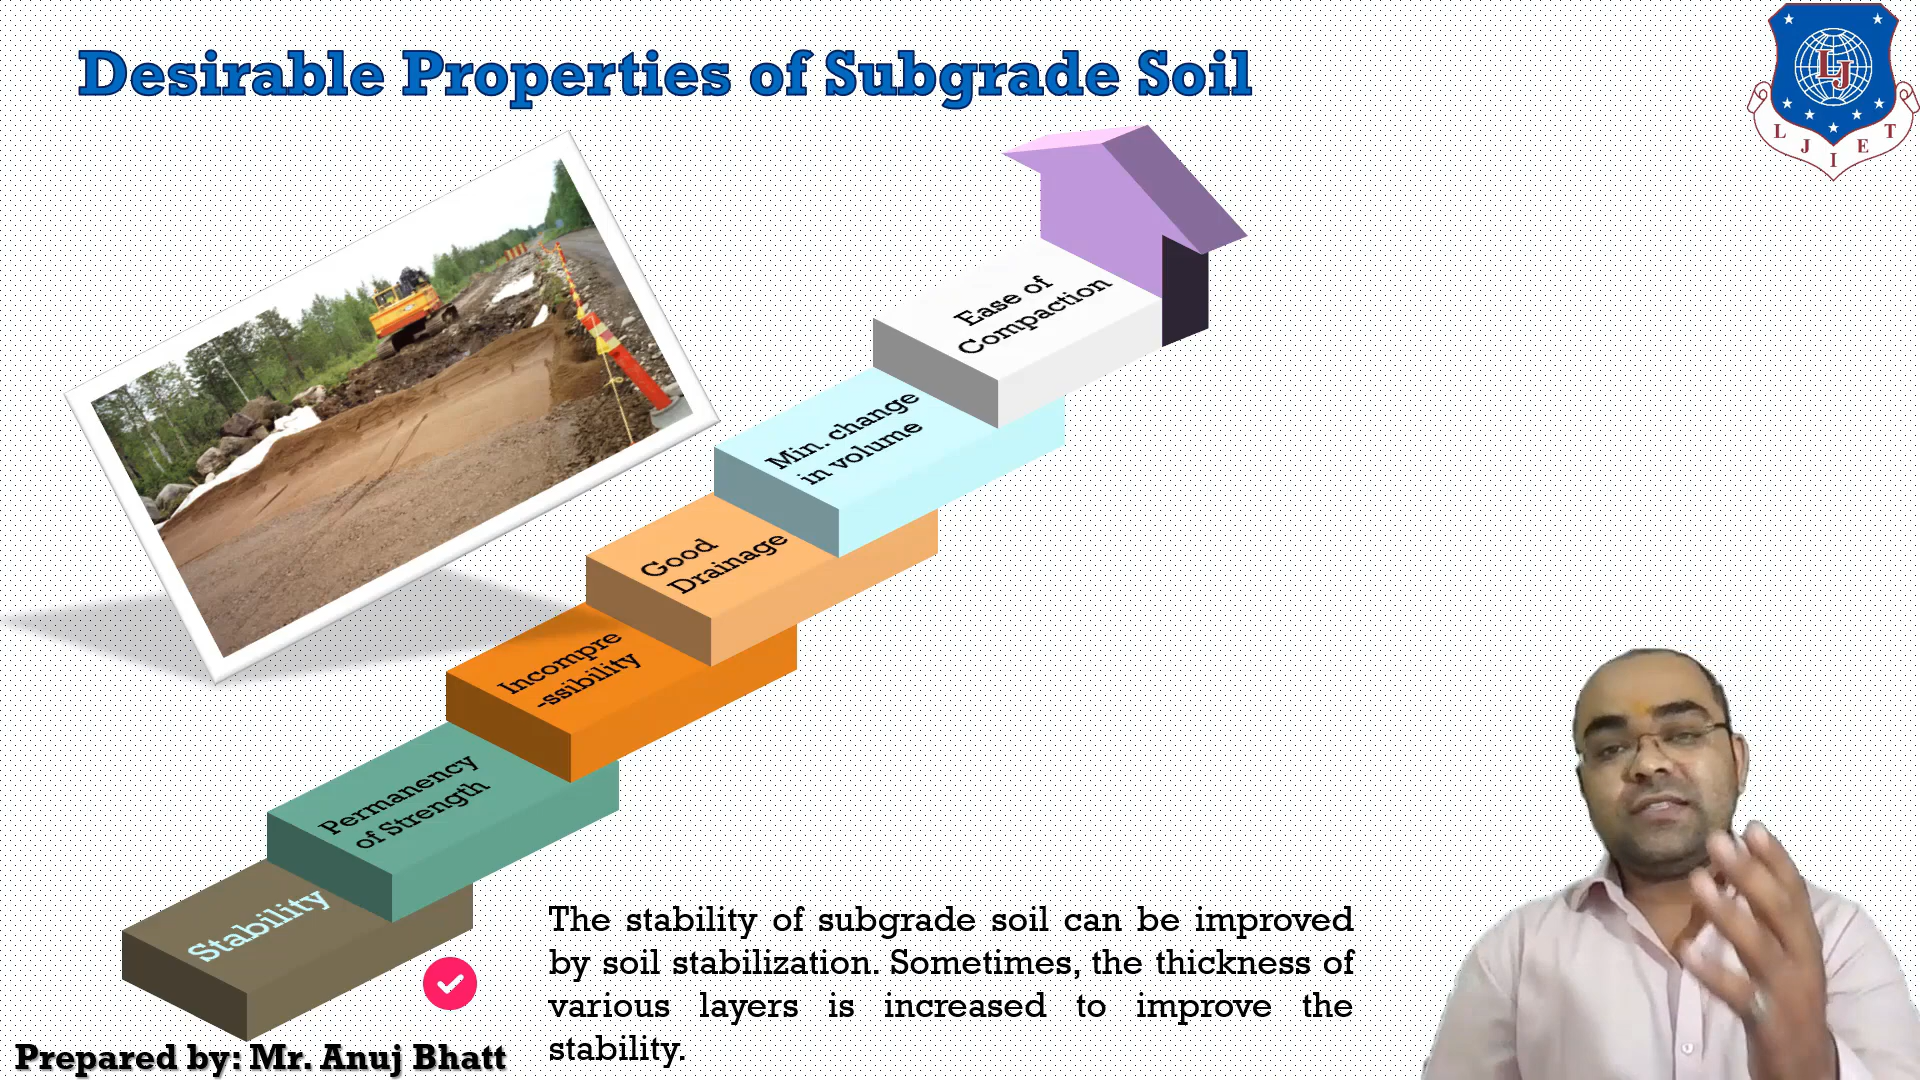 Desirable Properties of Subgrade Soil
LJ
L J I E T
Ease of
Compaction
Min. change
in volume
Good
Drainage
Incompre
-ssibility
Permanency
of Strength
Stability
The stability of subgrade soil can be improved
by soil stabilization. Sometimes, the thickness of
various layers is increased to improve the
stability.
Prepared by: Mr. Anuj Bhatt